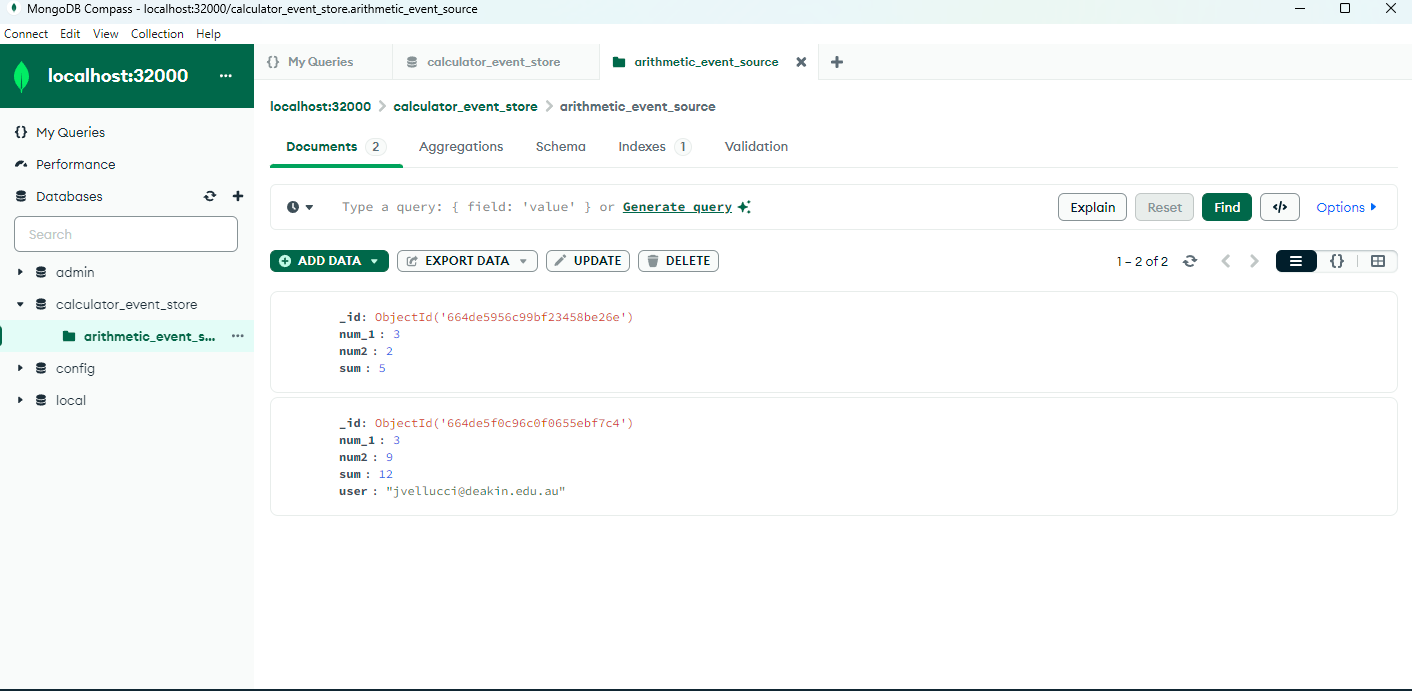 MongoDB Compass - localhost:32000/calculator_event_store.arithmetic_event_source
Connect Edit View Collection Help
localhost:32000 ...
{} My Queries
calculator_event_store
arithmetic_event_source
My Queries
Performance
Databases
Search
admin
calculator_event_store
arithmetic_event_s... ...
config
local
localhost:32000 > calculator_event_store > arithmetic_event_source
Documents 2 Aggregations Schema Indexes 1 Validation
Type a query: { field: 'value' } or Generate query
Explain Reset Find </> Options
ADD DATA EXPORT DATA UPDATE DELETE
1 – 2 of 2 {}
_id: ObjectId('664de5956c99bf23458be26e')
num_1 : 3
num2 : 2
sum : 5
_id: ObjectId('664de5f0c96c0f0655ebf7c4')
num_1 : 3
num2 : 9
sum : 12
user : "jvellucci@deakin.edu.au"